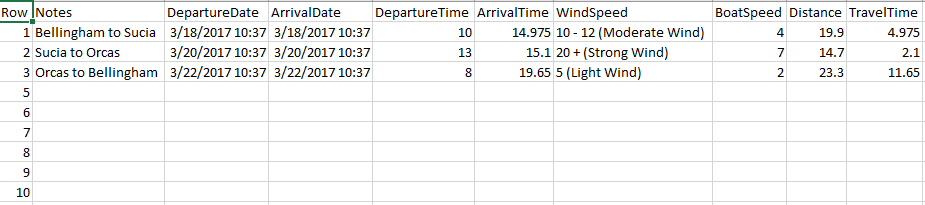 Row Notes DepartureDate ArrivalDate DepartureTime ArrivalTime WindSpeed BoatSpeed Distance TravelTime
1 Bellingham to Sucia 3/18/2017 10:37 3/18/2017 10:37 10 14.975 10 - 12 (Moderate Wind) 4 19.9 4.975
2 Sucia to Orcas 3/20/2017 10:37 3/20/2017 10:37 13 15.1 20 + (Strong Wind) 7 14.7 2.1
3 Orcas to Bellingham 3/22/2017 10:37 3/22/2017 10:37 8 19.65 5 (Light Wind) 2 23.3 11.65
5
6
7
8
9
10